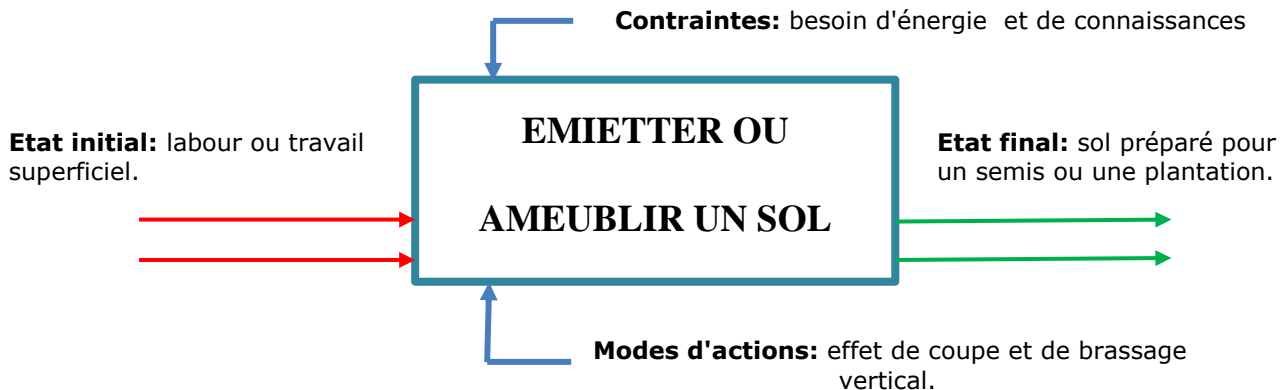 Contraintes: besoin d'énergie et de connaissances
EMIETTER OU
AMEUBLIR UN SOL
Etat initial: labour ou travail
superficiel.
Etat final: sol préparé pour
un semis ou une plantation.
Modes d'actions: effet de coupe et de brassage
vertical.